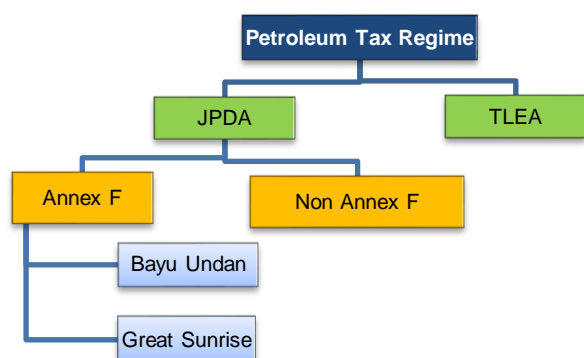 Petroleum Tax Regime
JPDA
TLEA
Annex F
Non Annex F
Bayu Undan
Great Sunrise